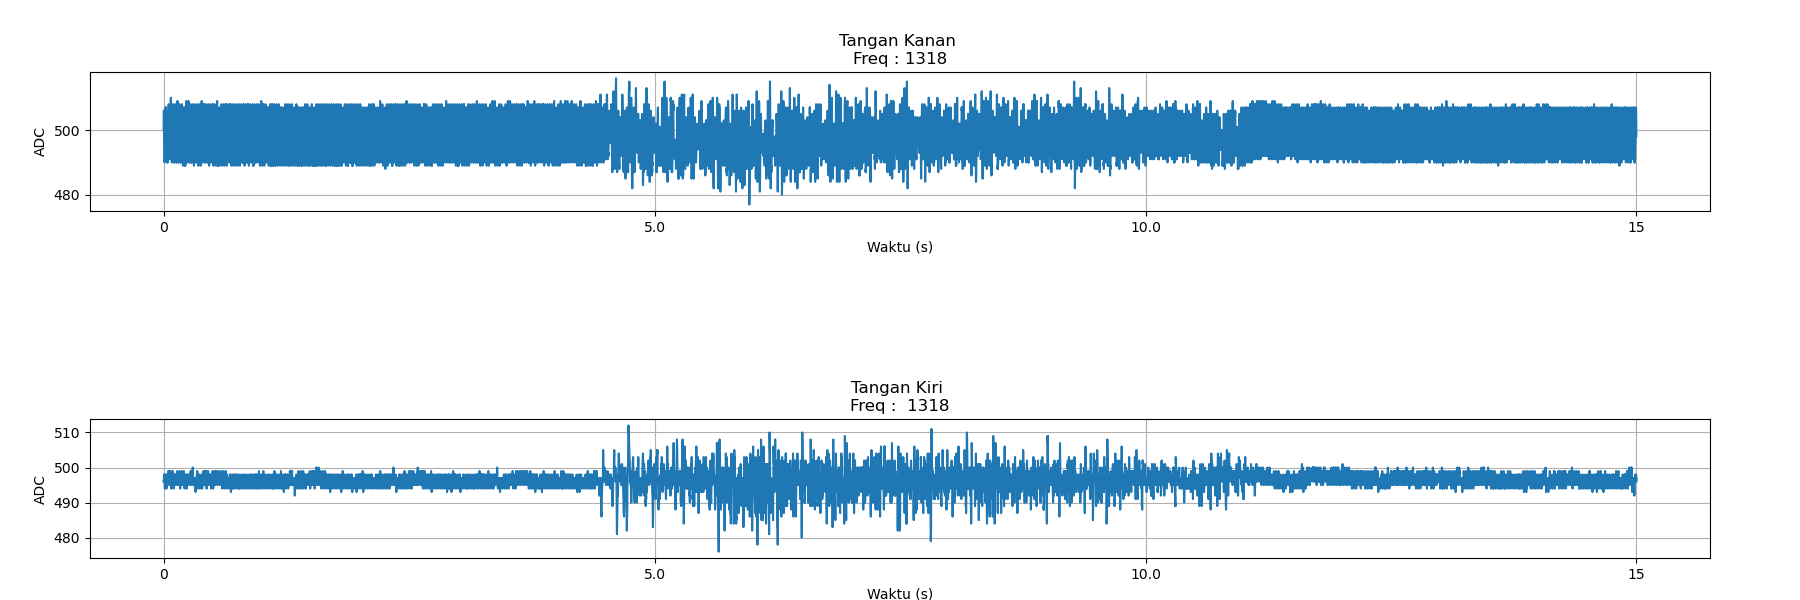 Tangan Kanan
Freq : 1318
500
480
ADC
0 5.0 10.0 15
Waktu (s)
Tangan Kiri
Freq :  1318
510
500
490
480
ADC
0 5.0 10.0 15
Waktu (s)